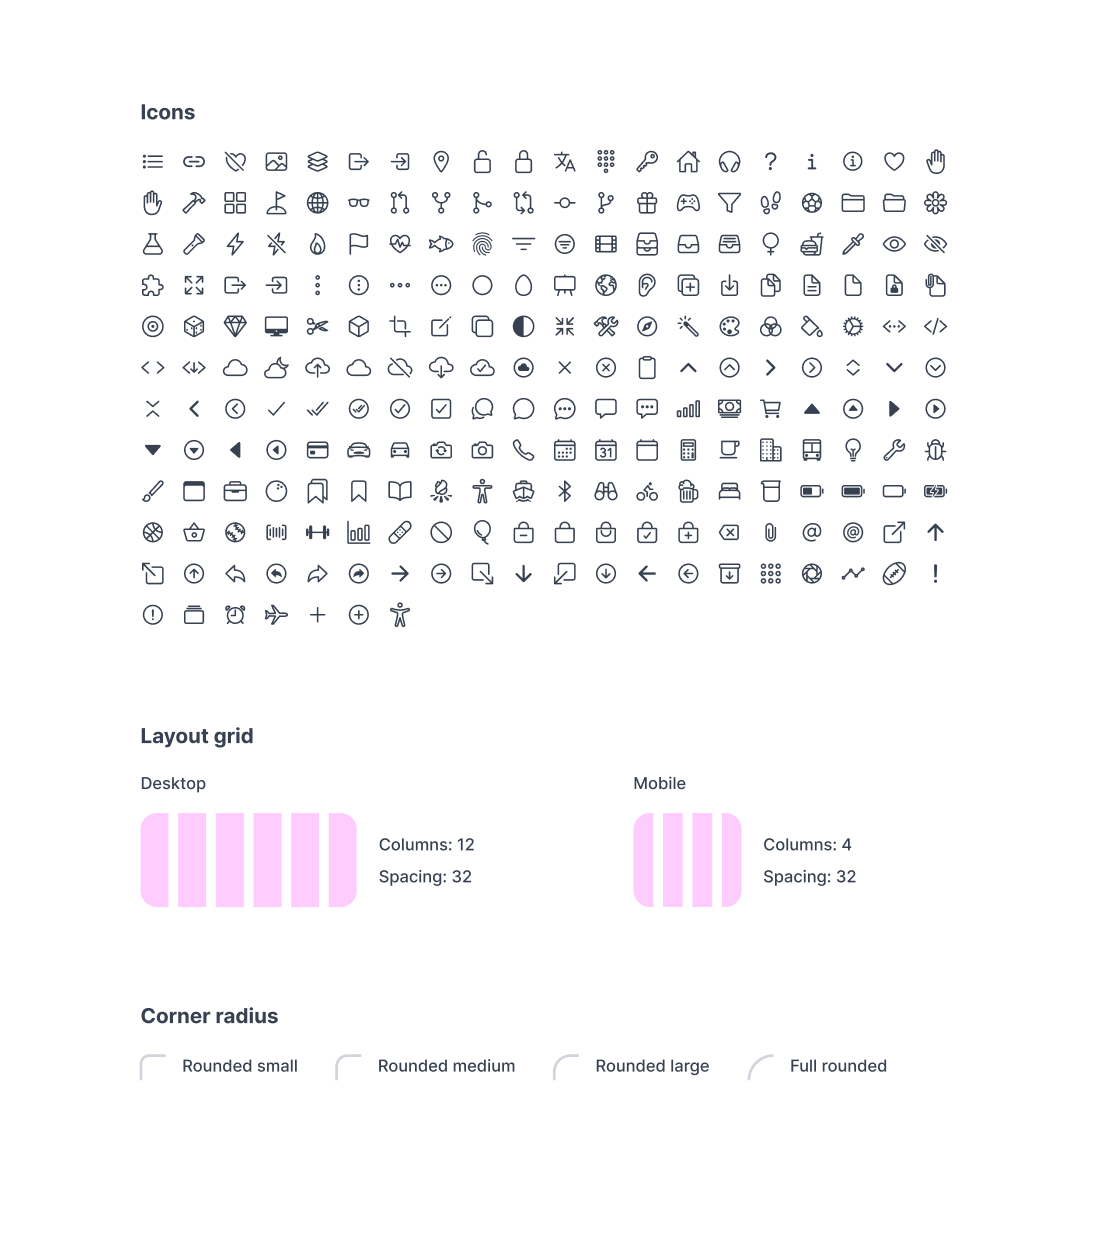 Icons
31
Layout grid
Desktop
Mobile
Columns: 12
Columns: 4
Spacing: 32
Spacing: 32
Corner radius
Rounded small
Rounded medium
Rounded large
Full rounded